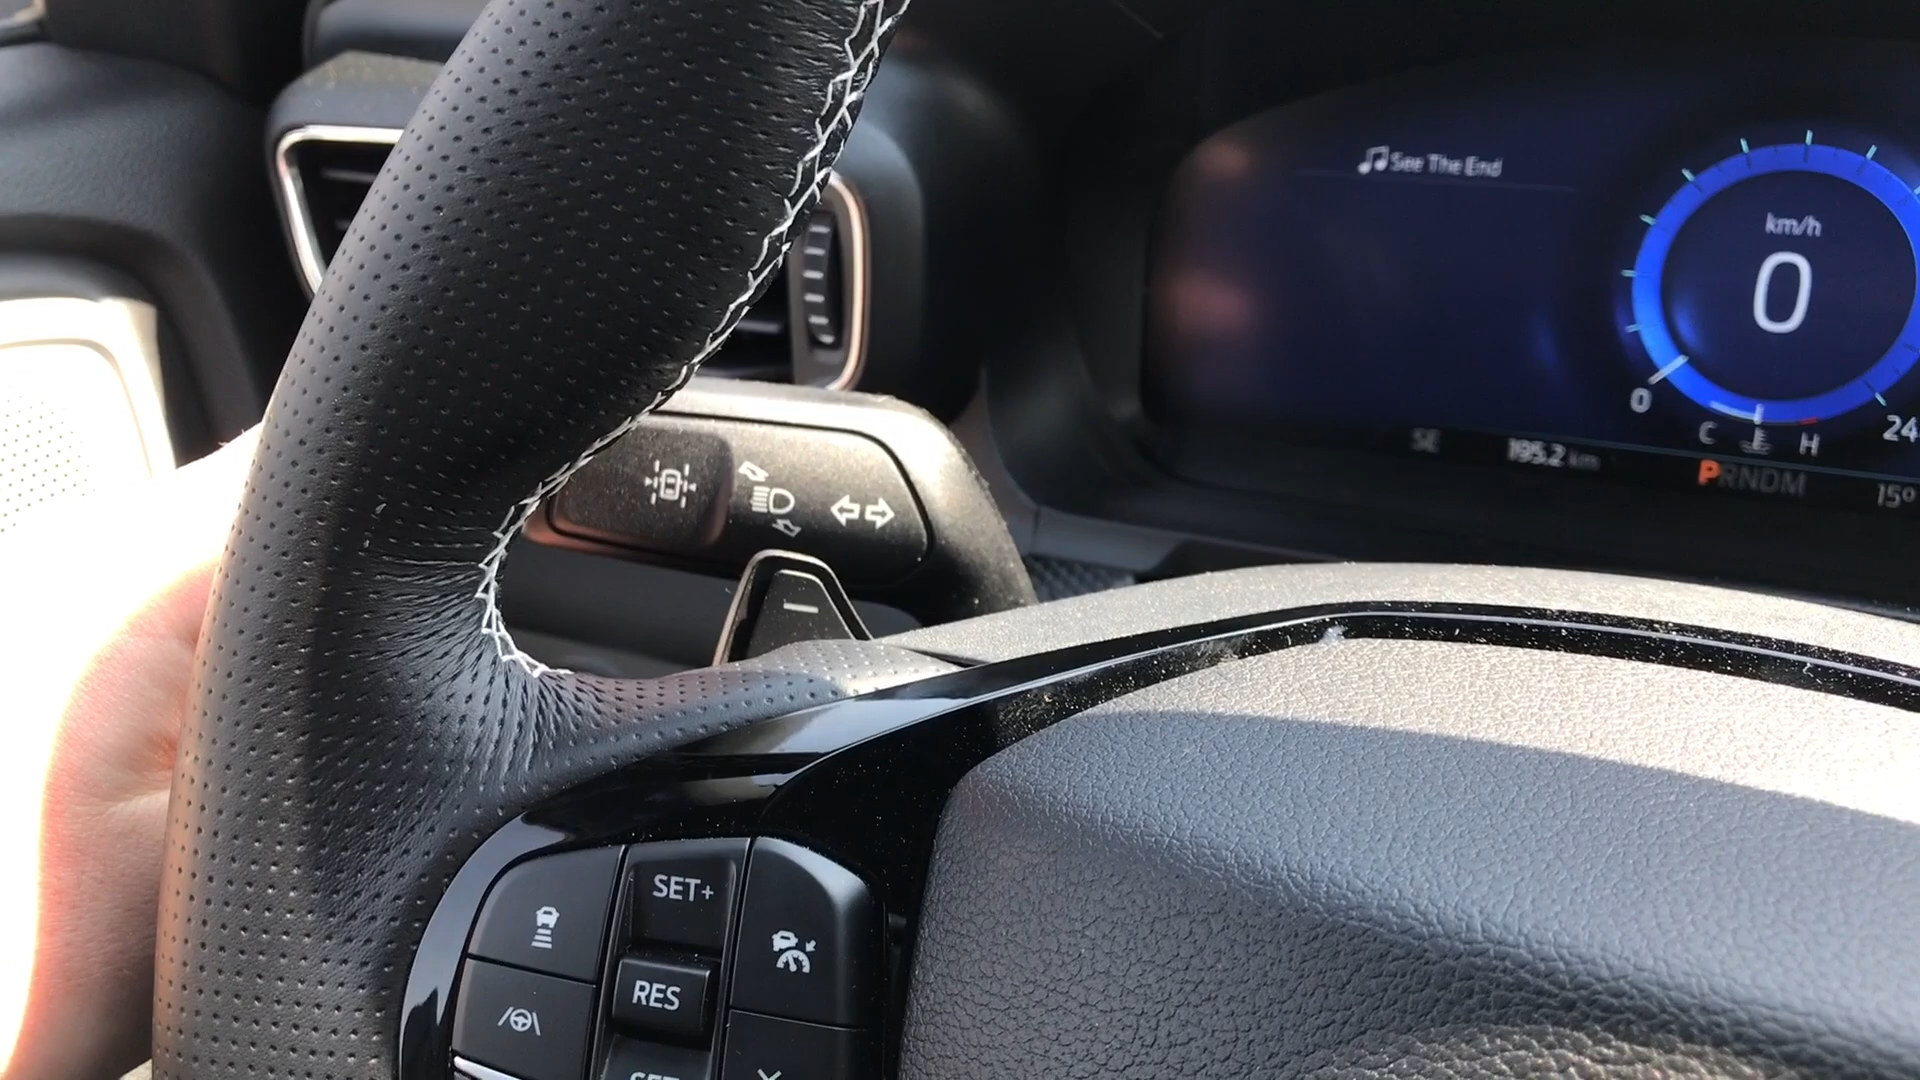 See The End
km/h
0
0
24
C E H
SE 195.2 km
PRNDM
15°
SET+
RES